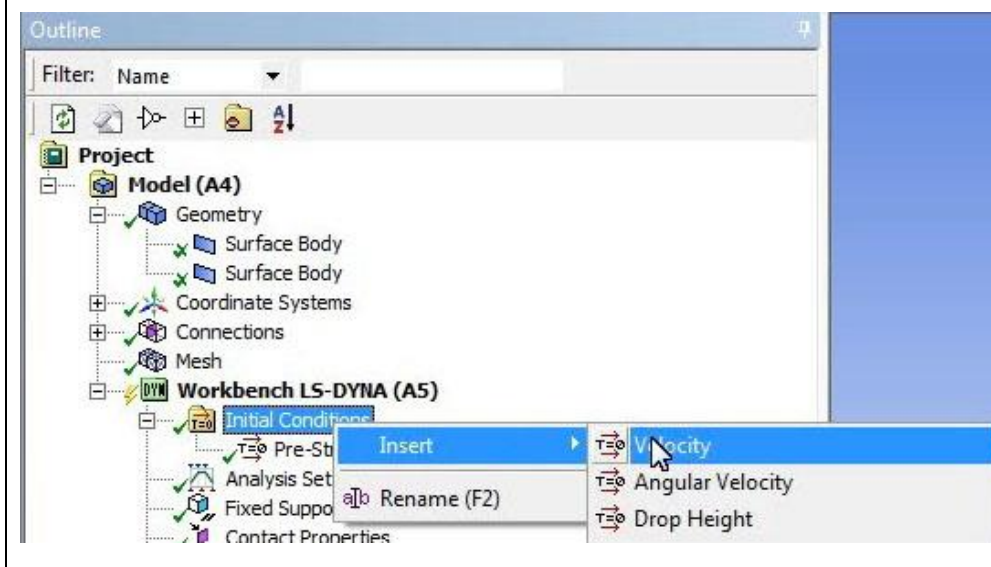 Outline
Filter: Name
Project
Model (A4)
Geometry
Surface Body
Surface Body
Coordinate Systems
Connections
Mesh
Workbench LS-DYNA (A5)
Initial Conditions
Pre-St
Analysis Set
Fixed Suppo
Contact Properties
Insert
Rename (F2)
Velocity
Angular Velocity
Drop Height